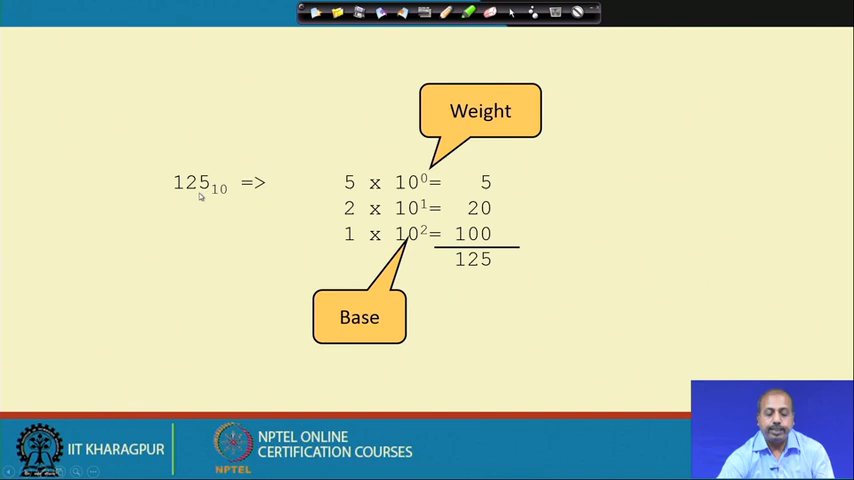 Weight
125₁₀ => 5 x 10⁰= 5
2 x 10¹= 20
1 x 10²= 100
125
Base
IIT KHARAGPUR
NPTEL
NPTEL ONLINE
CERTIFICATION COURSES